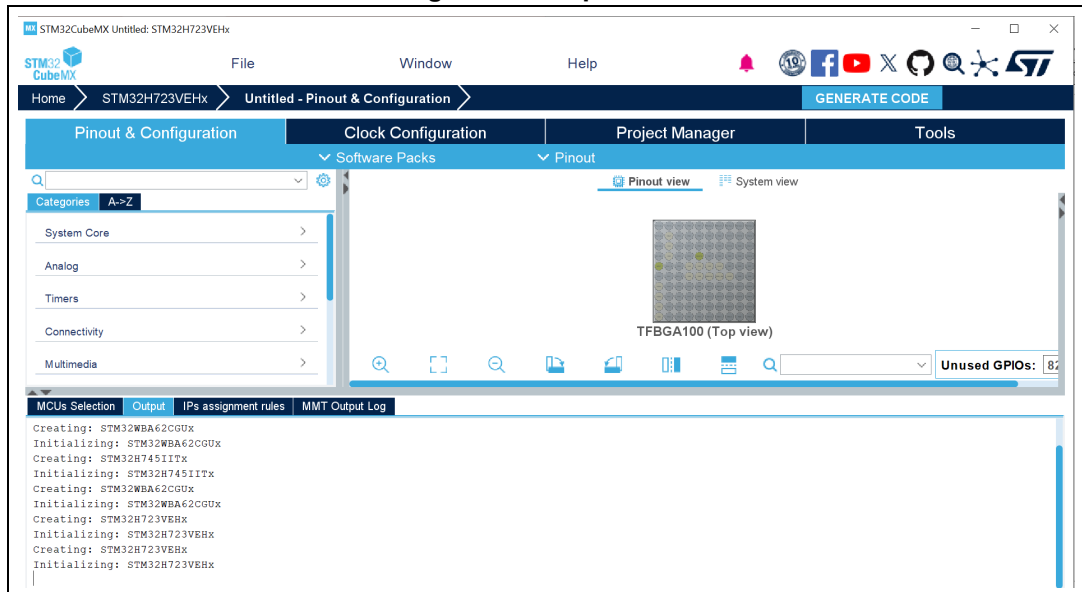 STM32CubeMX Untitled: STM32H723VEHx
STM32 CubeMX File Window Help
Home STM32H723VEHx Untitled - Pinout & Configuration GENERATE CODE
Pinout & Configuration Clock Configuration Project Manager Tools
Software Packs Pinout
Pinout view System view
Categories A->Z
System Core
Analog
Timers
Connectivity
Multimedia
TFBGA100 (Top view)
Unused GPIOs: 82
MCUs Selection Output IPs assignment rules MMT Output Log
Creating: STM32WBA62CGUx
Initializing: STM32WBA62CGUx
Creating: STM32H745IITx
Initializing: STM32H745IITx
Creating: STM32WBA62CGUx
Initializing: STM32WBA62CGUx
Creating: STM32H723VEHx
Initializing: STM32H723VEHx
Creating: STM32H723VEHx
Initializing: STM32H723VEHx